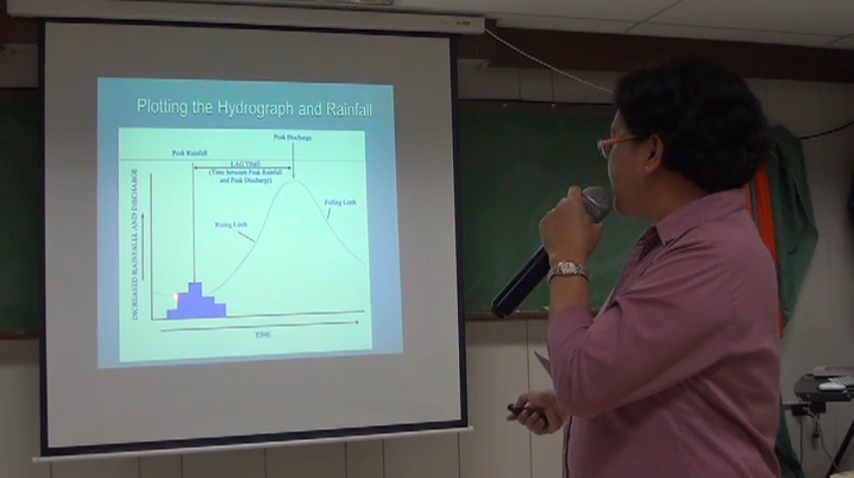 Plotting the Hydrograph and Rainfall
Peak Discharge
Peak Rainfall
LAG TIME
(Time between Peak Rainfall
and Peak Discharge)
Falling Limb
Rising Limb
INCREASED RAINFALL AND DISCHARGE
TIME